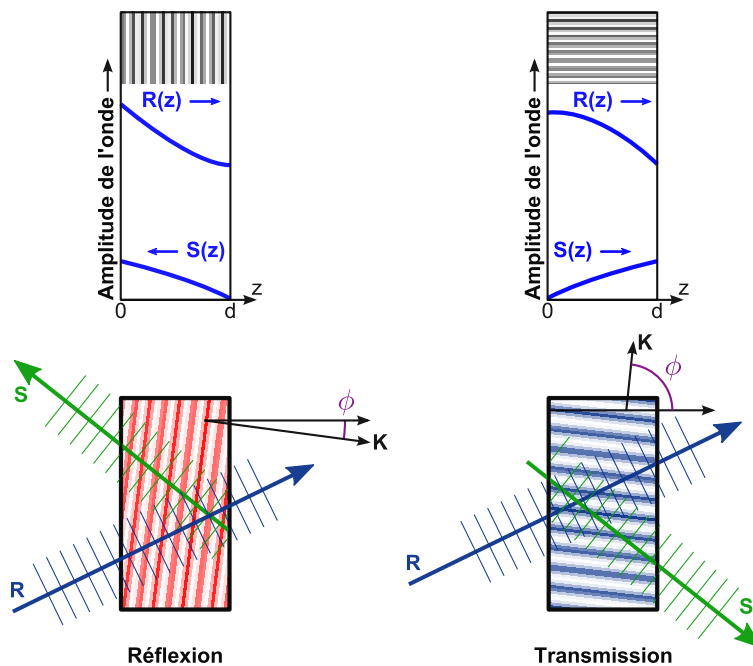 Amplitude de l'onde
R(z)
S(z)
0
d
z
Amplitude de l'onde
R(z)
S(z)
0
d
z
S
ϕ
K
R
Réflexion
K
ϕ
R
S
Transmission